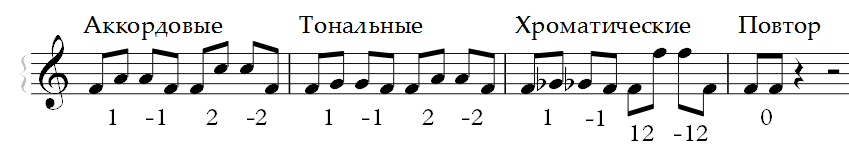 Аккордовые Тональные Хроматические Повтор
1 -1 2 -2 1 -1 2 -2 1 -1 12 -12 0